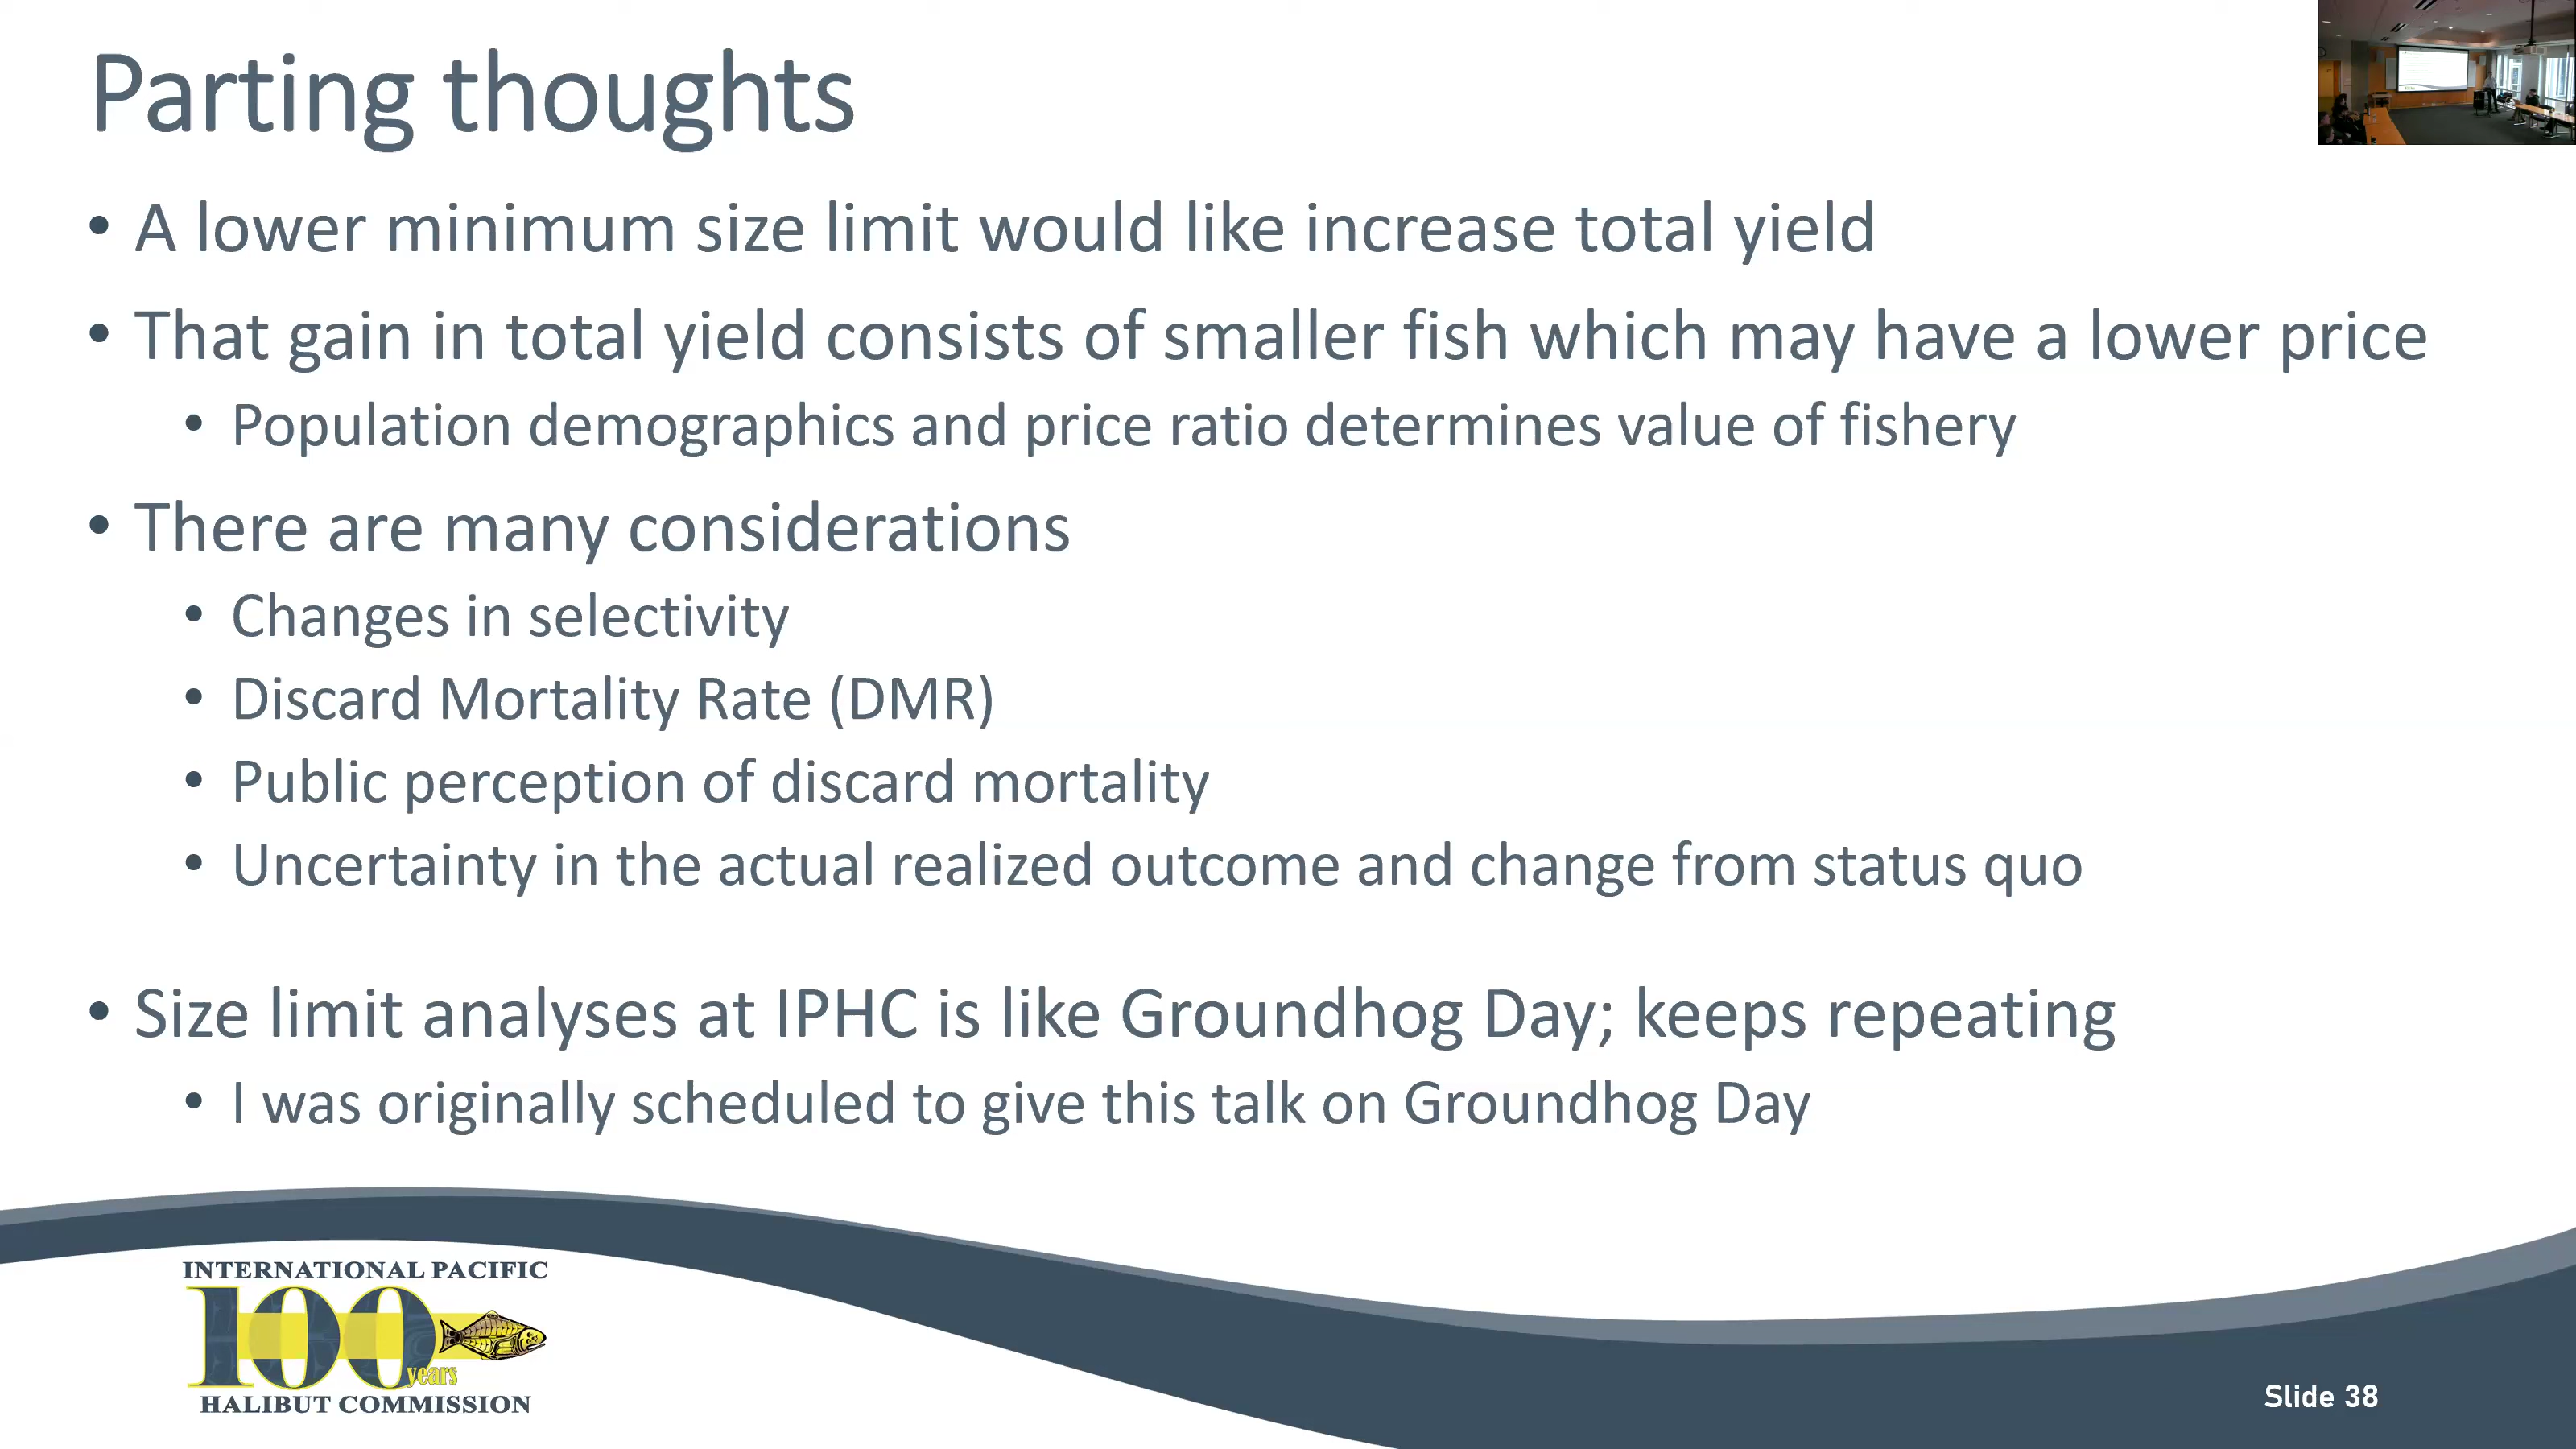 Parting thoughts
• A lower minimum size limit would like increase total yield
• That gain in total yield consists of smaller fish which may have a lower price
• Population demographics and price ratio determines value of fishery
• There are many considerations
• Changes in selectivity
• Discard Mortality Rate (DMR)
• Public perception of discard mortality
• Uncertainty in the actual realized outcome and change from status quo
• Size limit analyses at IPHC is like Groundhog Day; keeps repeating
• I was originally scheduled to give this talk on Groundhog Day
INTERNATIONAL PACIFIC
100
years
HALIBUT COMMISSION
Slide 38